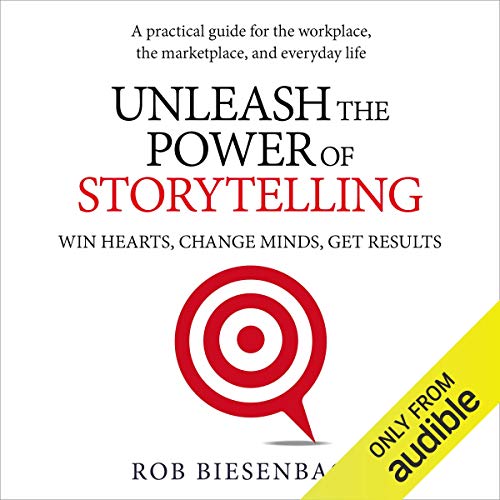 A practical guide for the workplace,
the marketplace, and everyday life
UNLEASH THE
POWER OF
STORYTELLING
WIN HEARTS, CHANGE MINDS, GET RESULTS
ROB BIESENBA
ONLY FROM
audible